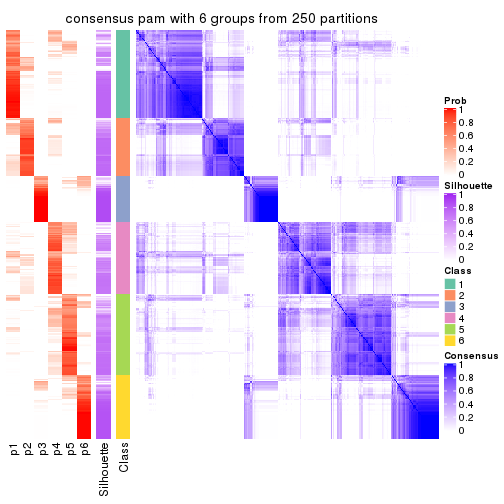 consensus pam with 6 groups from 250 partitions
Prob
1
0.8
0.6
0.4
0.2
0
Silhouette
1
0.8
0.6
0.4
0.2
0
Class
1
2
3
4
5
6
Consensus
1
0.8
0.6
0.4
0.2
0
p1
p2
p3
p4
p5
p6
Silhouette
Class